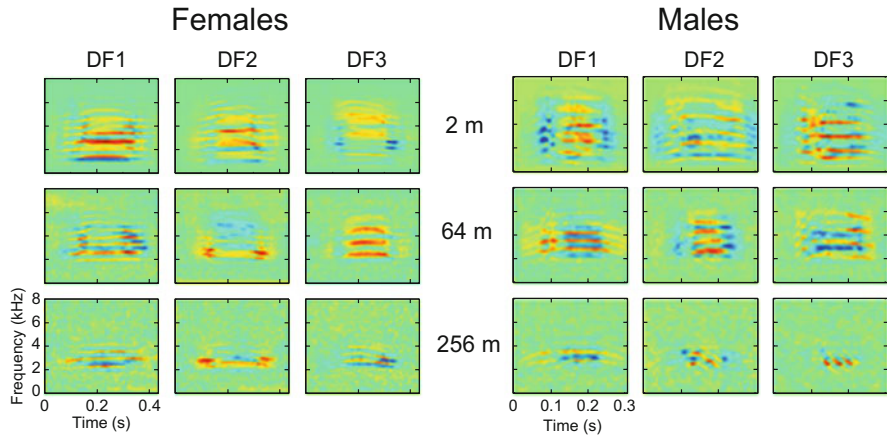 Females Males
DF1 DF2 DF3 DF1 DF2 DF3
2 m
64 m
256 m
Frequency (kHz)
8
6
4
2
0
0 0.2 0.4
Time (s)
0 0.1 0.2 0.3
Time (s)